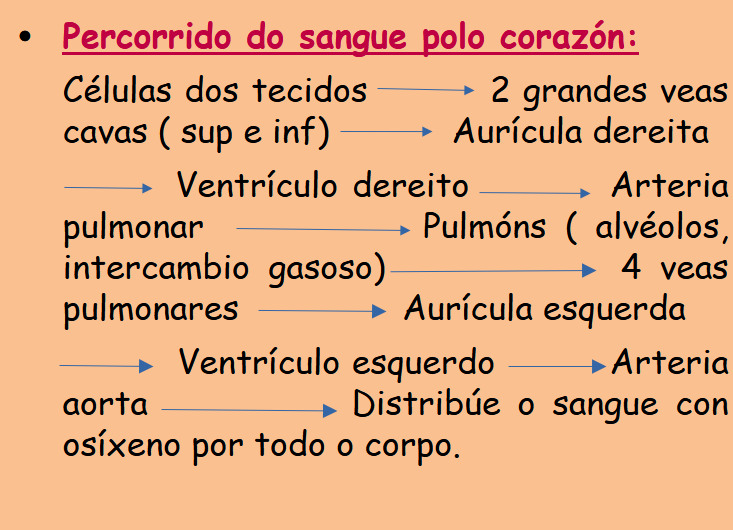 • Percorrido do sangue polo corazón:
Células dos tecidos → 2 grandes veas
cavas ( sup e inf) → Aurícula dereita
→ Ventrículo dereito → Arteria
pulmonar → Pulmóns ( alvéolos,
intercambio gasoso) → 4 veas
pulmonares → Aurícula esquerda
→ Ventrículo esquerdo → Arteria
aorta → Distribúe o sangue con
osíxeno por todo o corpo.